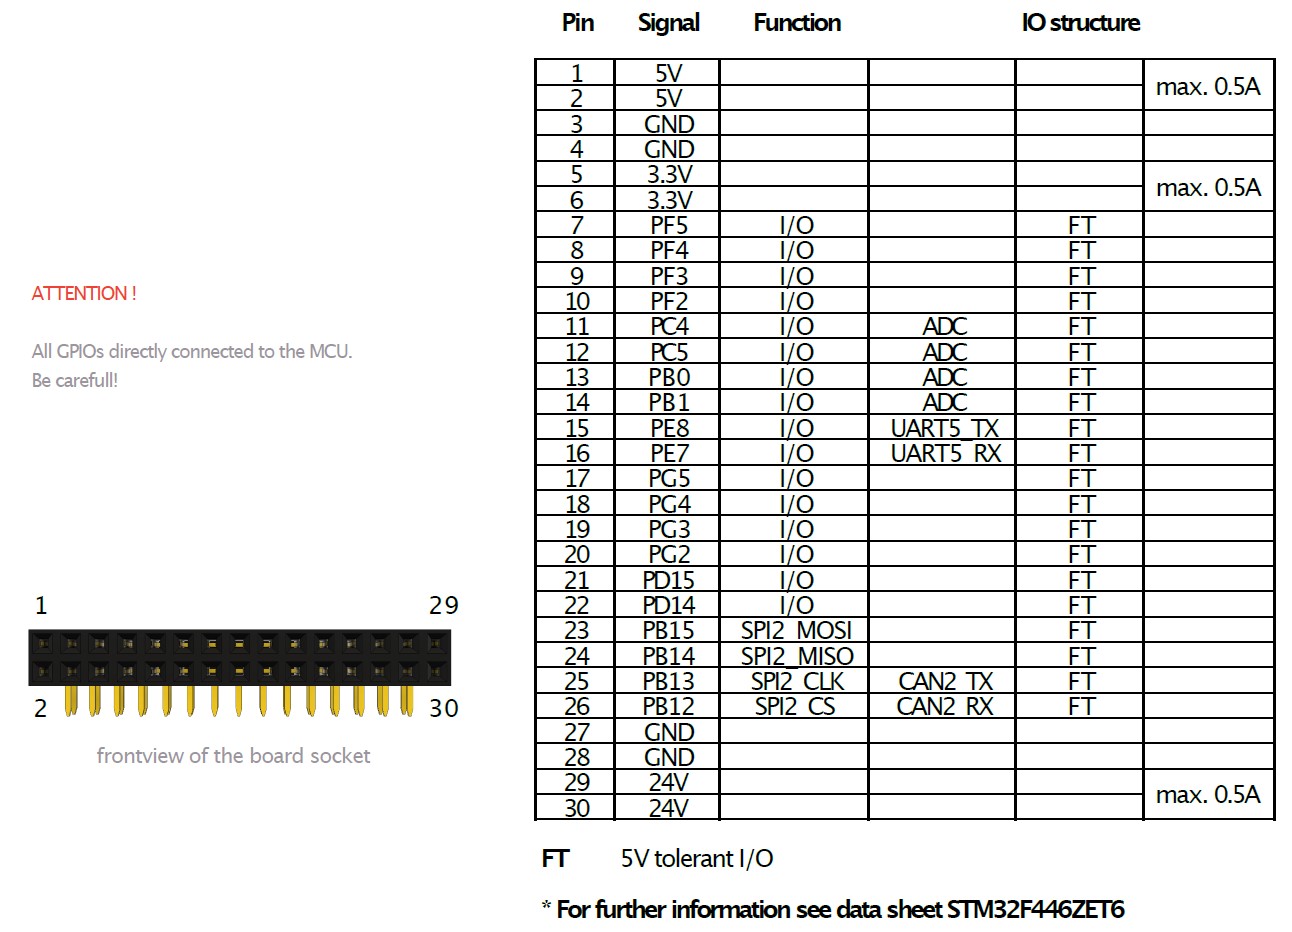 Pin Signal Function IO structure
1 5V max. 0.5A
2 5V
3 GND
4 GND
5 3.3V max. 0.5A
6 3.3V
7 PF5 I/O FT
8 PF4 I/O FT
9 PF3 I/O FT
10 PF2 I/O FT
11 PC4 I/O ADC FT
12 PC5 I/O ADC FT
13 PB0 I/O ADC FT
14 PB1 I/O ADC FT
15 PE8 I/O UART5_TX FT
16 PE7 I/O UART5_RX FT
17 PG5 I/O FT
18 PG4 I/O FT
19 PG3 I/O FT
20 PG2 I/O FT
21 PD15 I/O FT
22 PD14 I/O FT
23 PB15 SPI2_MOSI FT
24 PB14 SPI2_MISO FT
25 PB13 SPI2_CLK CAN2_TX FT
26 PB12 SPI2_CS CAN2_RX FT
27 GND
28 GND
29 24V max. 0.5A
30 24V
FT 5V tolerant I/O
* For further information see data sheet STM32F446ZET6
ATTENTION !
All GPIOs directly connected to the MCU.
Be carefull!
1 29
2 30
frontview of the board socket